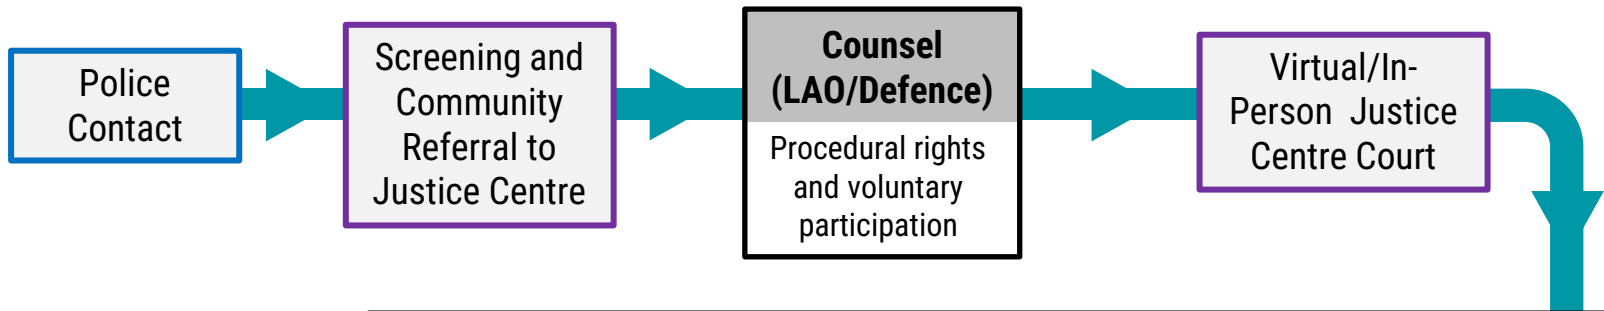 Police
Contact
Screening and
Community
Referral to
Justice Centre
Counsel
(LAO/Defence)
Procedural rights
and voluntary
participation
Virtual/In-
Person Justice
Centre Court